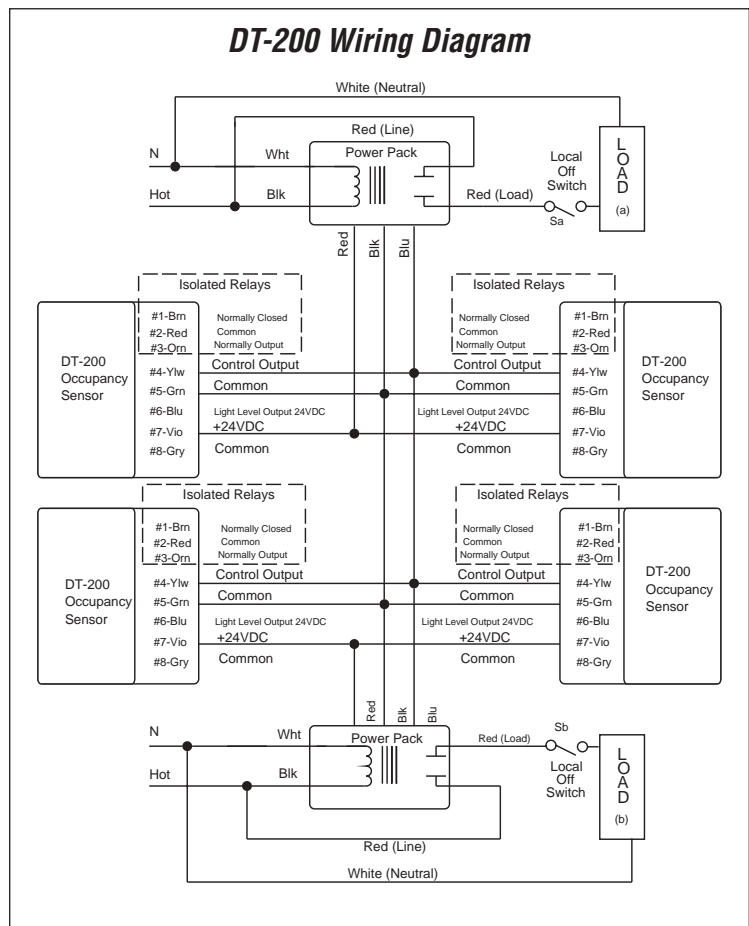 DT-200 Wiring Diagram
White (Neutral)
Red (Line)
N
Wht
Power Pack
Local
Off
Switch
LOAD
(a)
Hot
Blk
Red (Load)
Sa
Red
Blk
Blu
Isolated Relays
#1-Brn
Normally Closed
#2-Red
Common
#3-Orn
Normally Output
DT-200
Occupancy
Sensor
#4-Ylw
Control Output
#5-Grn
Common
#6-Blu
Light Level Output 24VDC
#7-Vio
+24VDC
#8-Gry
Common
Isolated Relays
Normally Closed
#1-Brn
Common
#2-Red
Normally Output
#3-Orn
Control Output
#4-Ylw
Common
#5-Grn
Light Level Output 24VDC
#6-Blu
+24VDC
#7-Vio
Common
#8-Gry
DT-200
Occupancy
Sensor
Isolated Relays
#1-Brn
Normally Closed
#2-Red
Common
#3-Orn
Normally Output
DT-200
Occupancy
Sensor
#4-Ylw
Control Output
#5-Grn
Common
#6-Blu
Light Level Output 24VDC
#7-Vio
+24VDC
#8-Gry
Common
Isolated Relays
Normally Closed
#1-Brn
Common
#2-Red
Normally Output
#3-Orn
Control Output
#4-Ylw
Common
#5-Grn
Light Level Output 24VDC
#6-Blu
+24VDC
#7-Vio
Common
#8-Gry
DT-200
Occupancy
Sensor
Red
Blk
Blu
N
Wht
Power Pack
Red (Load)
Sb
Local
Off
Switch
LOAD
(b)
Hot
Blk
Red (Line)
White (Neutral)